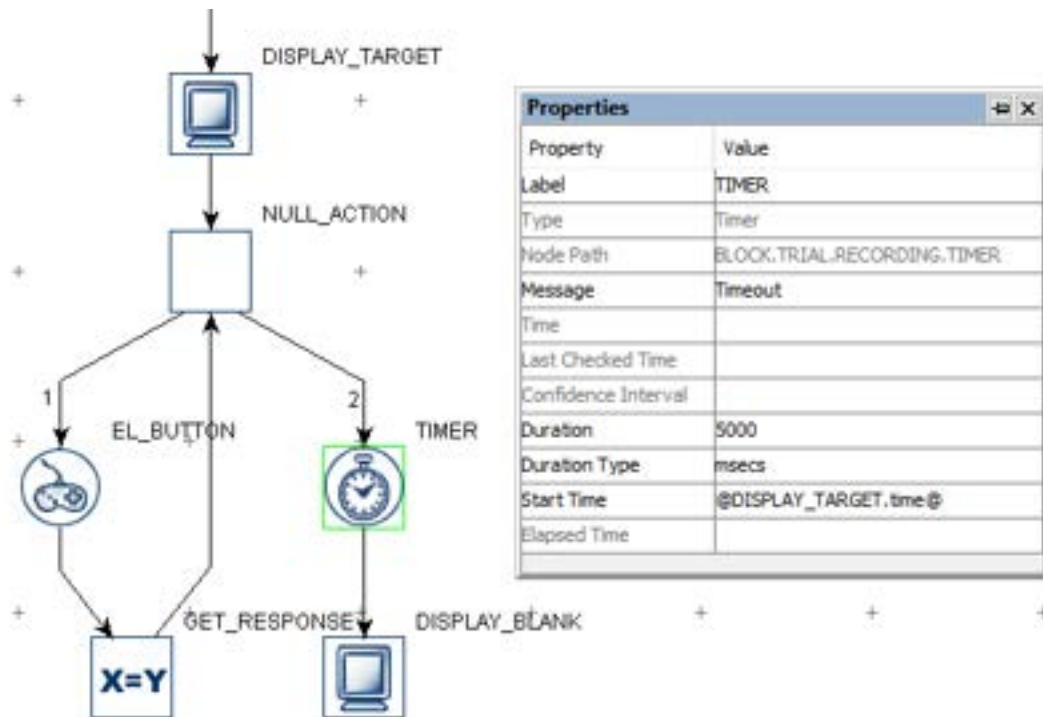 DISPLAY_TARGET
NULL_ACTION
1
2
EL_BUTTON
TIMER
GET_RESPONSE
X=Y
DISPLAY_BLANK
Properties
Property Value
Label TIMER
Type Timer
Node Path BLOCK.TRIAL.RECORDING.TIMER
Message Timeout
Time
Last Checked Time
Confidence Interval
Duration 5000
Duration Type msecs
Start Time @DISPLAY_TARGET.time@
Elapsed Time